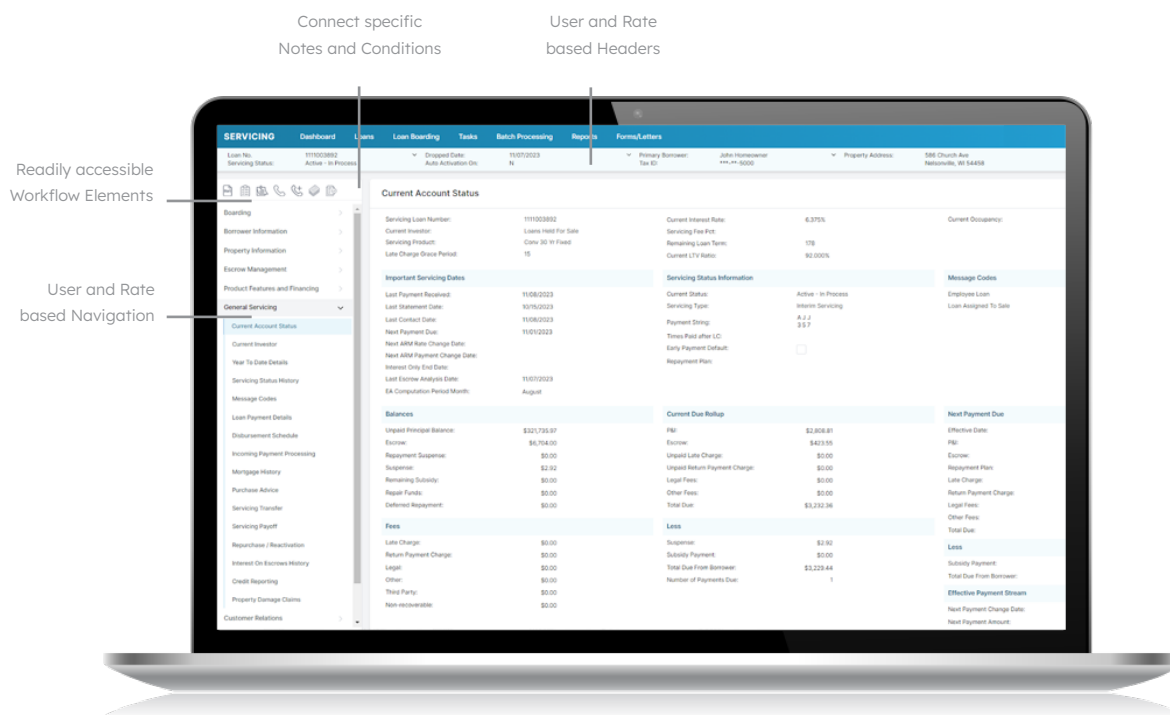 Connect specific
Notes and Conditions
User and Rate
based Headers
Readily accessible
Workflow Elements
User and Rate
based Navigation
SERVICING Dashboard Loans Loan Boarding Tasks Batch Processing Reports Forms/Letters
Loan No. 1111003892 Dropped Date: 11/07/2023 Primary Borrower: John Homeowner Property Address: 586 Church Ave
Servicing Status: Active - In Process Auto Activation On: N Tax ID: ***-**-5000 Nelsonville, WI 54458
Boarding
Borrower Information
Property Information
Escrow Management
Product Features and Financing
General Servicing
Current Account Status
Current Investor
Year To Date Details
Servicing Status History
Message Codes
Loan Payment Details
Disbursement Schedule
Incoming Payment Processing
Mortgage History
Purchase Advice
Servicing Transfer
Servicing Payoff
Repurchase / Reactivation
Interest On Escrows History
Credit Reporting
Property Damage Claims
Customer Relations
Current Account Status
Servicing Loan Number: 1111003892 Current Interest Rate: 6.375% Current Occupancy:
Current Investor: Loans Held For Sale Servicing Fee Pct:
Servicing Product: Conv 30 Yr Fixed Remaining Loan Term: 178
Late Charge Grace Period: 15 Current LTV Ratio: 90.000%
Important Servicing Dates Servicing Status Information Message Codes
Last Payment Received: 11/08/2023 Current Status: Active - In Process Employee Loan
Last Statement Date: 10/15/2023 Servicing Type: Interim Servicing Loan Assigned To Sale
Last Contact Date: 11/08/2023 Payment String: A J J
3 5 7
Next Payment Due: 11/01/2023 Times Paid after LC:
Next ARM Rate Change Date: Early Payment Default:
Next ARM Payment Change Date: Repayment Plan:
Interest Only End Date:
Last Escrow Analysis Date: 11/07/2023
EA Computation Period Month: August
Balances Current Due Rollup Next Payment Due
Unpaid Principal Balance: $321,735.97 P&I: $2,808.81 Effective Date:
Escrow: $6,704.00 Escrow: $423.55 P&I:
Repayment Suspense: $0.00 Unpaid Late Charge: $0.00 Escrow:
Suspense: $2.92 Unpaid Return Payment Charge: $0.00 Repayment Plan:
Remaining Subsidy: $0.00 Legal Fees: $0.00 Late Charge:
Repair Funds: $0.00 Other Fees: $0.00 Return Payment Charge:
Deferred Repayment: $0.00 Total Due: $3,232.36 Legal Fees:
Other Fees:
Total Due:
Fees Less
Late Charge: $0.00 Suspense: $2.92
Return Payment Charge: $0.00 Subsidy Payment: $0.00
Legal: $0.00 Total Due From Borrower: $3,229.44
Other: $0.00 Number of Payments Due: 1
Third Party: $0.00
Non-recoverable: $0.00
Less
Subsidy Payment:
Total Due From Borrower:
Effective Payment Stream
Next Payment Change Date:
Next Payment Amount: